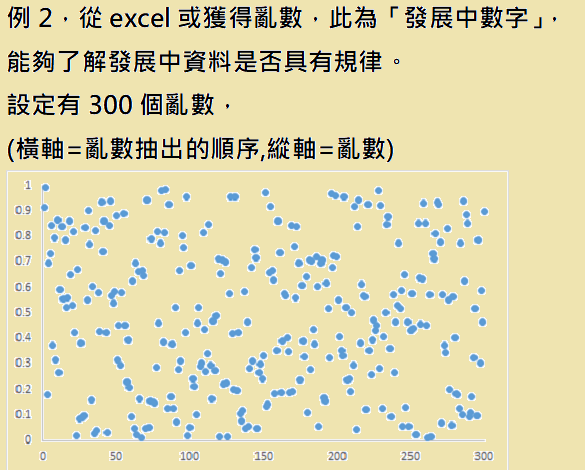 例 2，從 excel 或獲得亂數，此為「發展中數字」，
能夠了解發展中資料是否具有規律。
設定有 300 個亂數，
(橫軸=亂數抽出的順序,縱軸=亂數)
1
0.9
0.8
0.7
0.6
0.5
0.4
0.3
0.2
0.1
0
0 50 100 150 200 250 300